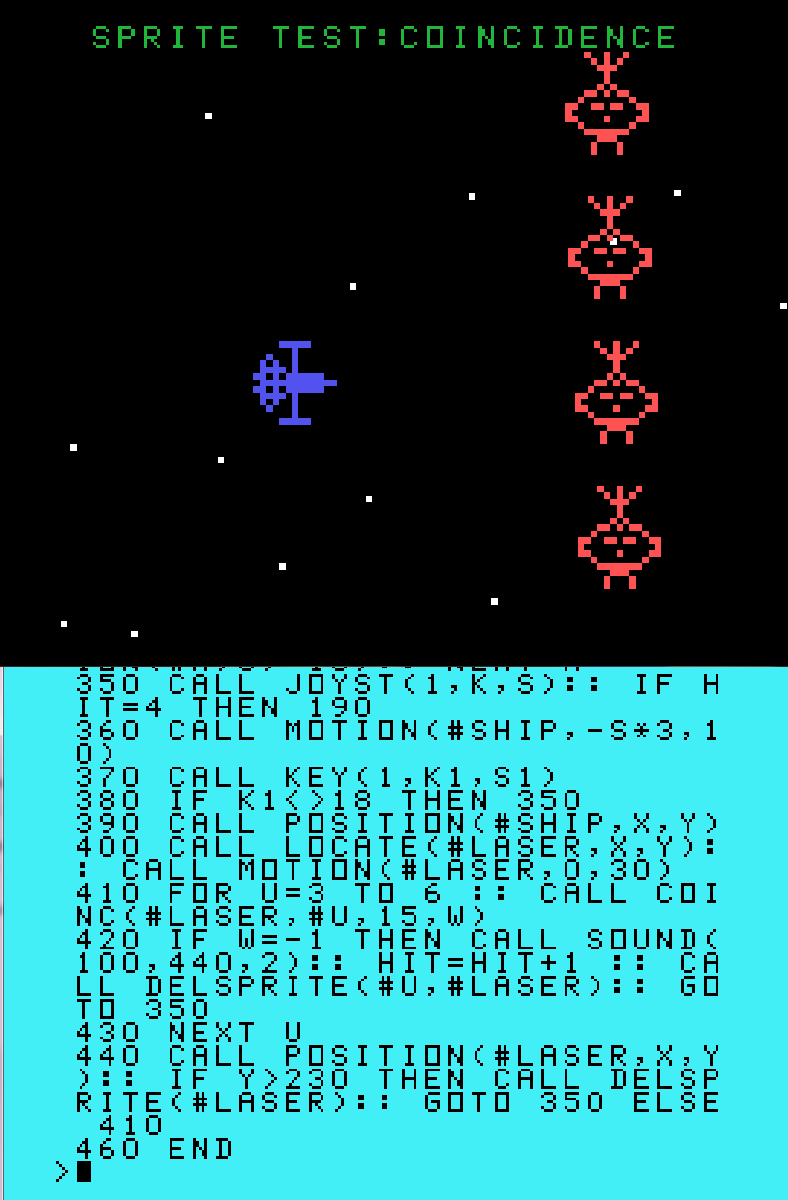 SPRITE TEST:COINCIDENCE
350 CALL JOYST(1,K,S):: IF H
IT=4 THEN 190
360 CALL MOTION(#SHIP,-S*3,1
0)
370 CALL KEY(1,K1,S1)
380 IF K1<>18 THEN 350
390 CALL POSITION(#SHIP,X,Y)
400 CALL LOCATE(#LASER,X,Y):
: CALL MOTION(#LASER,0,30)
410 FOR U=3 TO 6 :: CALL COI
NC(#LASER,#U,15,W)
420 IF W=-1 THEN CALL SOUND(
100,440,2):: HIT=HIT+1 :: CA
LL DELSPRITE(#U,#LASER):: GO
TO 350
430 NEXT U
440 CALL POSITION(#LASER,X,Y
):: IF Y>230 THEN CALL DELSP
RITE(#LASER):: GOTO 350 ELSE
410
460 END
>